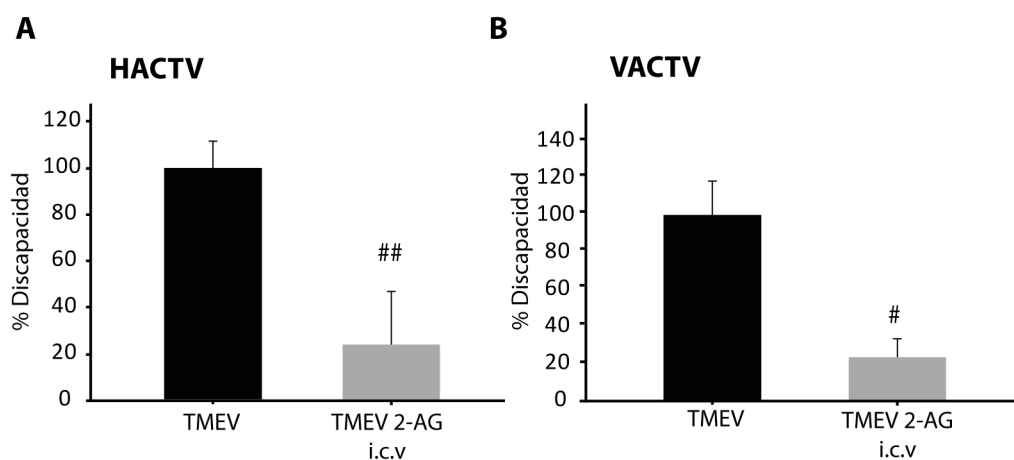 A
HACTV
% Discapacidad
120
100
80
60
40
20
0
##
TMEV
TMEV 2-AG
i.c.v
B
VACTV
% Discapacidad
140
120
100
80
60
40
20
0
#
TMEV
TMEV 2-AG
i.c.v